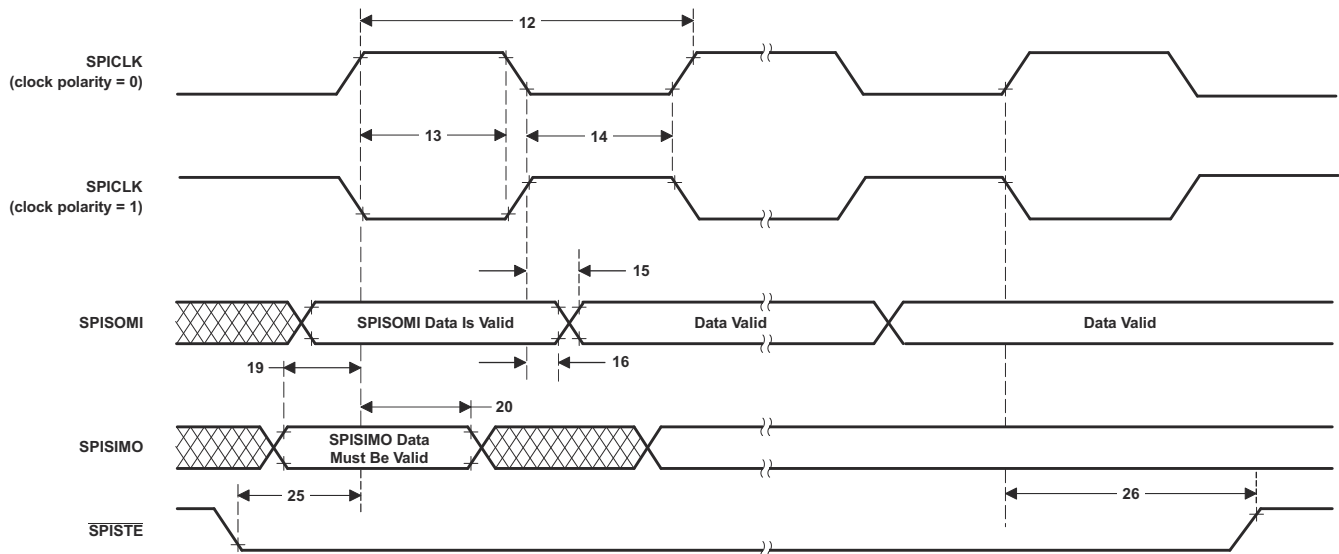 12
SPICLK
(clock polarity = 0)
13
14
SPICLK
(clock polarity = 1)
15
SPISOMI
SPISOMI Data Is Valid
Data Valid
Data Valid
16
19
20
SPISIMO
SPISIMO Data
Must Be Valid
25
26
SPISTE